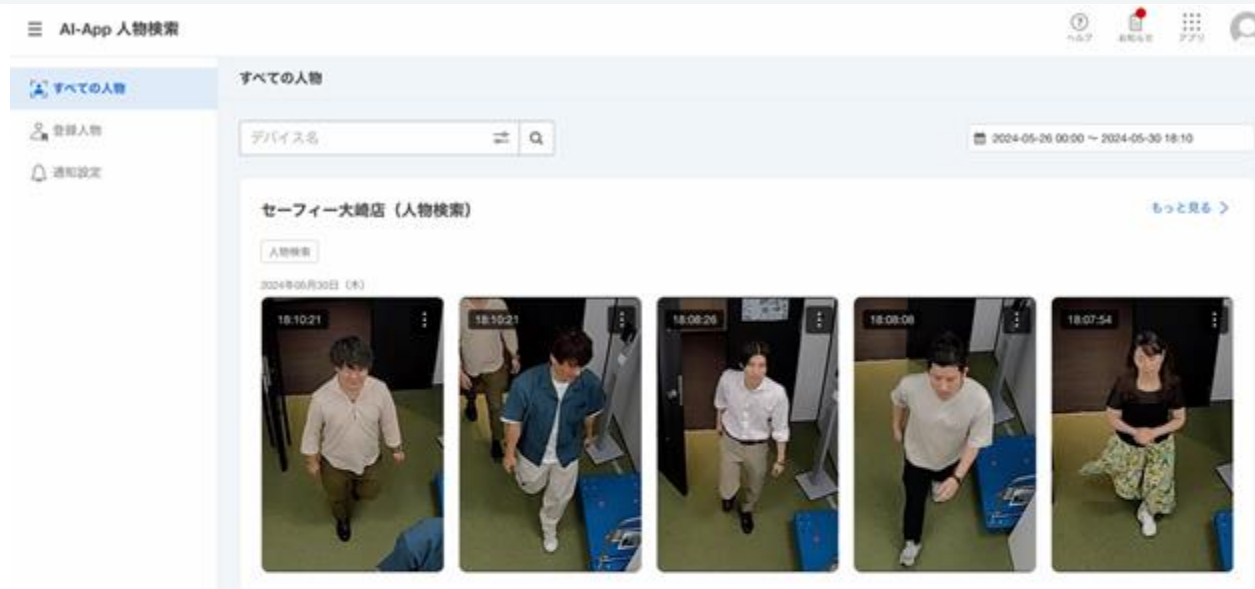 AI-App 人物検索
ヘルプ
お知らせ
アプリ
すべての人物
登録人物
通知設定
すべての人物
デバイス名
2024-05-26 00:00 ～ 2024-05-30 18:10
セーフィー大崎店（人物検索）
もっと見る
人物検索
2024年05月30日（木）
18:10:21
18:10:21
18:08:26
18:08:08
18:07:54